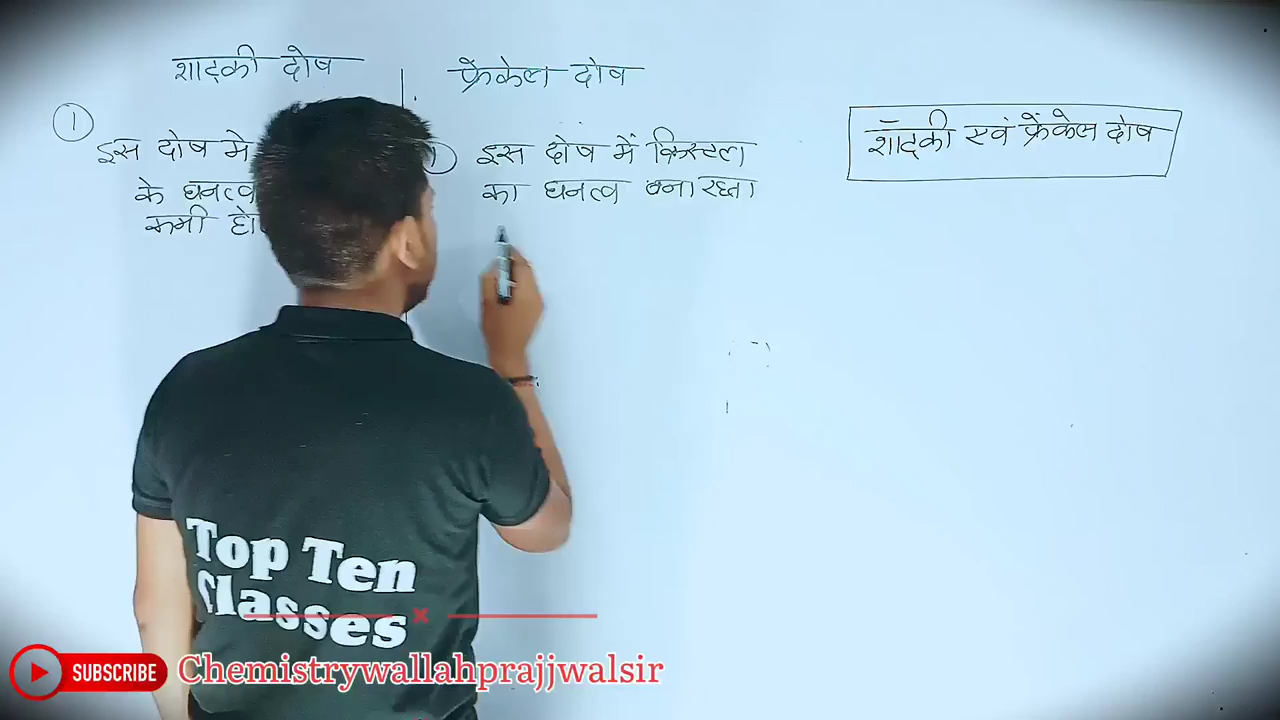 शाट्की दोष
फ्रेंकेल दोष
शॉट्की एवं फ्रेंकेल दोष
①
इस दोष मे
के घनत्व
कमी हो
इस दोष में क्रिस्टल
का घनत्व बना रहता
Top Ten
Classes
SUBSCRIBE
Chemistrywallahprajjwalsir